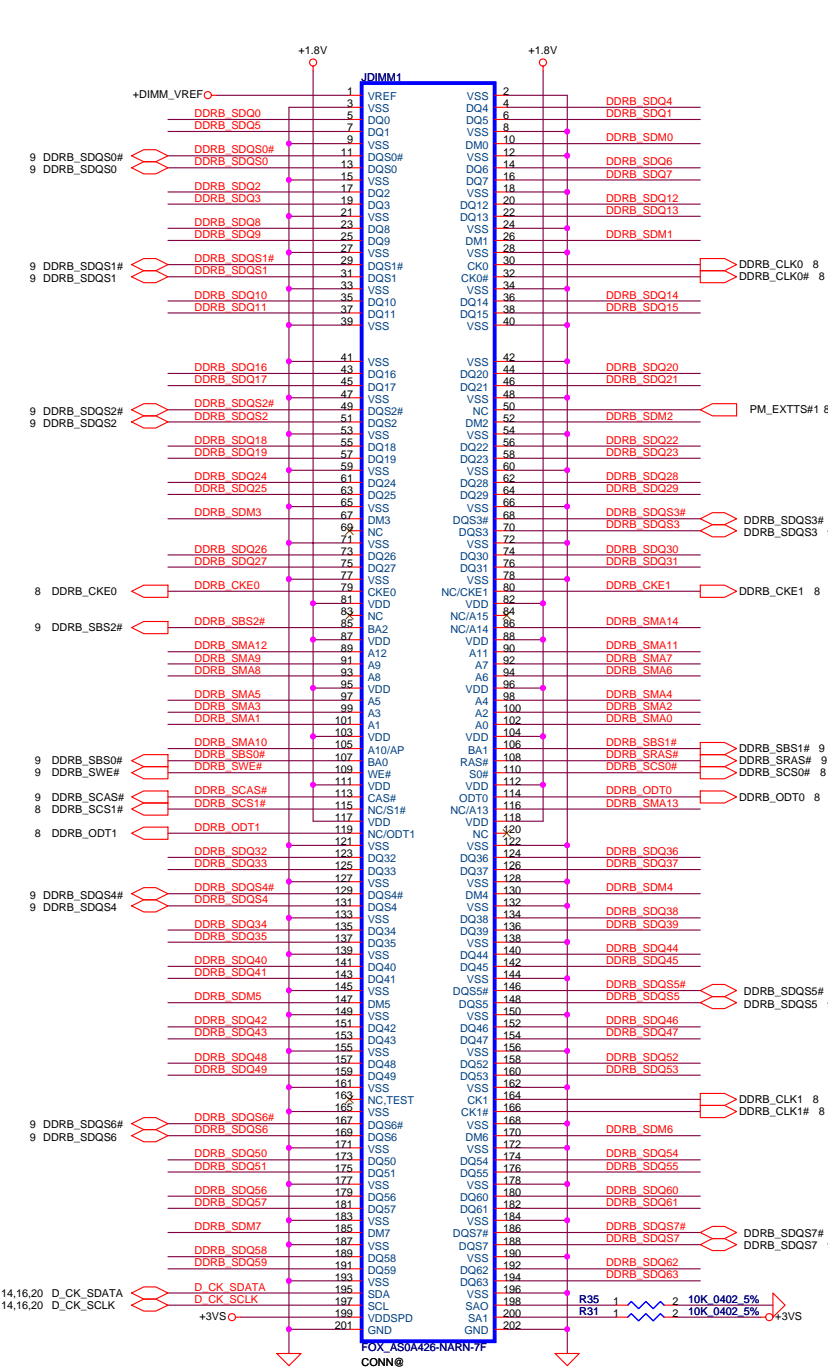 +1.8V +1.8V
JDIMM1
+DIMM_VREF 1 VREF VSS 2
3 VSS DQ4 4 DDRB_SDQ4
DDRB_SDQ0 5 DQ0 DQ5 6 DDRB_SDQ1
DDRB_SDQ5 7 DQ1 VSS 8
9 VSS DM0 10 DDRB_SDM0
9 DDRB_SDQS0# DDRB_SDQS0# 11 DQS0# VSS 12
9 DDRB_SDQS0 DDRB_SDQS0 13 DQS0 DQ6 14 DDRB_SDQ6
15 VSS DQ7 16 DDRB_SDQ7
DDRB_SDQ2 17 DQ2 VSS 18
DDRB_SDQ3 19 DQ3 DQ12 20 DDRB_SDQ12
21 VSS DQ13 22 DDRB_SDQ13
DDRB_SDQ8 23 DQ8 VSS 24
DDRB_SDQ9 25 DQ9 DM1 26 DDRB_SDM1
27 VSS VSS 28
9 DDRB_SDQS1# DDRB_SDQS1# 29 DQS1# CK0 30 DDRB_CLK0 8
9 DDRB_SDQS1 DDRB_SDQS1 31 DQS1 CK0# 32 DDRB_CLK0# 8
33 VSS VSS 34
DDRB_SDQ10 35 DQ10 DQ14 36 DDRB_SDQ14
DDRB_SDQ11 37 DQ11 DQ15 38 DDRB_SDQ15
39 VSS VSS 40
41 VSS VSS 42
DDRB_SDQ16 43 DQ16 DQ20 44 DDRB_SDQ20
DDRB_SDQ17 45 DQ17 DQ21 46 DDRB_SDQ21
47 VSS VSS 48
9 DDRB_SDQS2# DDRB_SDQS2# 49 DQS2# NC 50 PM_EXTTS#1 8
9 DDRB_SDQS2 DDRB_SDQS2 51 DQS2 DM2 52 DDRB_SDM2
53 VSS VSS 54
DDRB_SDQ18 55 DQ18 DQ22 56 DDRB_SDQ22
DDRB_SDQ19 57 DQ19 DQ23 58 DDRB_SDQ23
59 VSS VSS 60
DDRB_SDQ24 61 DQ24 DQ28 62 DDRB_SDQ28
DDRB_SDQ25 63 DQ25 DQ29 64 DDRB_SDQ29
65 VSS VSS 66
DDRB_SDM3 67 DM3 DQS3# 68 DDRB_SDQS3# DDRB_SDQS3#
69 NC DQS3 70 DDRB_SDQS3 DDRB_SDQS3
71 VSS VSS 72
DDRB_SDQ26 73 DQ26 DQ30 74 DDRB_SDQ30
DDRB_SDQ27 75 DQ27 DQ31 76 DDRB_SDQ31
77 VSS VSS 78
8 DDRB_CKE0 DDRB_CKE0 79 CKE0 NC/CKE1 80 DDRB_CKE1 DDRB_CKE1 8
81 VDD VDD 82
83 NC NC/A15 84
9 DDRB_SBS2# DDRB_SBS2# 85 BA2 NC/A14 86 DDRB_SMA14
87 VDD VDD 88
DDRB_SMA12 89 A12 A11 90 DDRB_SMA11
DDRB_SMA9 91 A9 A7 92 DDRB_SMA7
DDRB_SMA8 93 A8 A6 94 DDRB_SMA6
95 VDD VDD 96
DDRB_SMA5 97 A5 A4 98 DDRB_SMA4
DDRB_SMA3 99 A3 A2 100 DDRB_SMA2
DDRB_SMA1 101 A1 A0 102 DDRB_SMA0
103 VDD VDD 104
DDRB_SMA10 105 A10/AP BA1 106 DDRB_SBS1# DDRB_SBS1# 9
9 DDRB_SBS0# DDRB_SBS0# 107 BA0 RAS# 108 DDRB_SRAS# DDRB_SRAS# 9
9 DDRB_SWE# DDRB_SWE# 109 WE# S0# 110 DDRB_SCS0# DDRB_SCS0# 8
111 VDD VDD 112
9 DDRB_SCAS# DDRB_SCAS# 113 CAS# ODT0 114 DDRB_ODT0 DDRB_ODT0 8
8 DDRB_SCS1# DDRB_SCS1# 115 NC/S1# NC/A13 116 DDRB_SMA13
117 VDD VDD 118
8 DDRB_ODT1 DDRB_ODT1 119 NC/ODT1 NC 120
121 VSS VSS 122
DDRB_SDQ32 123 DQ32 DQ36 124 DDRB_SDQ36
DDRB_SDQ33 125 DQ33 DQ37 126 DDRB_SDQ37
127 VSS VSS 128
9 DDRB_SDQS4# DDRB_SDQS4# 129 DQS4# DM4 130 DDRB_SDM4
9 DDRB_SDQS4 DDRB_SDQS4 131 DQS4 VSS 132
133 VSS DQ38 134 DDRB_SDQ38
DDRB_SDQ34 135 DQ34 DQ39 136 DDRB_SDQ39
DDRB_SDQ35 137 DQ35 VSS 138
139 VSS DQ44 140 DDRB_SDQ44
DDRB_SDQ40 141 DQ40 DQ45 142 DDRB_SDQ45
DDRB_SDQ41 143 DQ41 VSS 144
145 VSS DQS5# 146 DDRB_SDQS5# DDRB_SDQS5#
DDRB_SDM5 147 DM5 DQS5 148 DDRB_SDQS5 DDRB_SDQS5
149 VSS VSS 150
DDRB_SDQ42 151 DQ42 DQ46 152 DDRB_SDQ46
DDRB_SDQ43 153 DQ43 DQ47 154 DDRB_SDQ47
155 VSS VSS 156
DDRB_SDQ48 157 DQ48 DQ52 158 DDRB_SDQ52
DDRB_SDQ49 159 DQ49 DQ53 160 DDRB_SDQ53
161 VSS VSS 162
163 NC,TEST CK1 164 DDRB_CLK1 8
165 VSS CK1# 166 DDRB_CLK1# 8
9 DDRB_SDQS6# DDRB_SDQS6# 167 DQS6# VSS 168
9 DDRB_SDQS6 DDRB_SDQS6 169 DQS6 DM6 170 DDRB_SDM6
171 VSS VSS 172
DDRB_SDQ50 173 DQ50 DQ54 174 DDRB_SDQ54
DDRB_SDQ51 175 DQ51 DQ55 176 DDRB_SDQ55
177 VSS VSS 178
DDRB_SDQ56 179 DQ56 DQ60 180 DDRB_SDQ60
DDRB_SDQ57 181 DQ57 DQ61 182 DDRB_SDQ61
183 VSS VSS 184
DDRB_SDM7 185 DM7 DQS7# 186 DDRB_SDQS7# DDRB_SDQS7#
187 VSS DQS7 188 DDRB_SDQS7 DDRB_SDQS7
DDRB_SDQ58 189 DQ58 VSS 190
DDRB_SDQ59 191 DQ59 DQ62 192 DDRB_SDQ62
193 VSS DQ63 194 DDRB_SDQ63
14,16,20 D_CK_SDATA D_CK_SDATA 195 SDA VSS 196
14,16,20 D_CK_SCLK D_CK_SCLK 197 SCL SAO 198 R35 1 2 10K_0402_5%
+3VS 199 VDDSPD SA1 200 R31 1 2 10K_0402_5% +3VS
201 GND GND 202
FOX_AS0A426-NARN-7F
CONN@